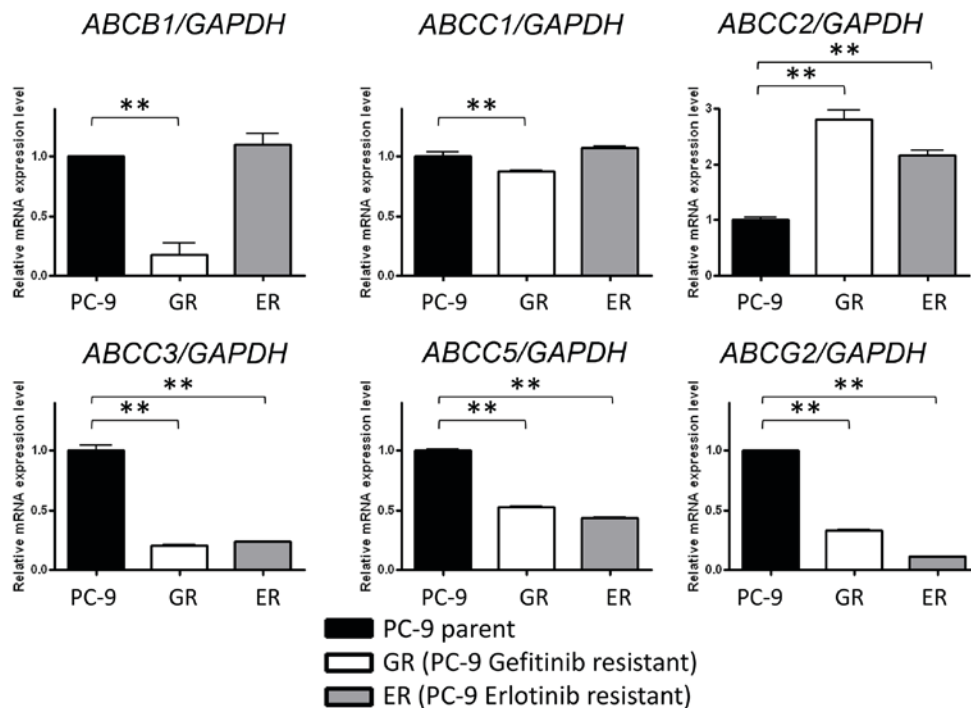 ABCB1/GAPDH
ABCC1/GAPDH
ABCC2/GAPDH
Relative mRNA expression level
1.0
0.5
0.0
**
PC-9 GR ER
Relative mRNA expression level
1.0
0.5
0.0
**
PC-9 GR ER
Relative mRNA expression level
3
2
1
0
**
**
PC-9 GR ER
ABCC3/GAPDH
ABCC5/GAPDH
ABCG2/GAPDH
Relative mRNA expression level
1.0
0.5
0.0
**
**
PC-9 GR ER
Relative mRNA expression level
1.0
0.5
0.0
**
**
PC-9 GR ER
Relative mRNA expression level
1.0
0.5
0.0
**
**
PC-9 GR ER
PC-9 parent
GR (PC-9 Gefitinib resistant)
ER (PC-9 Erlotinib resistant)